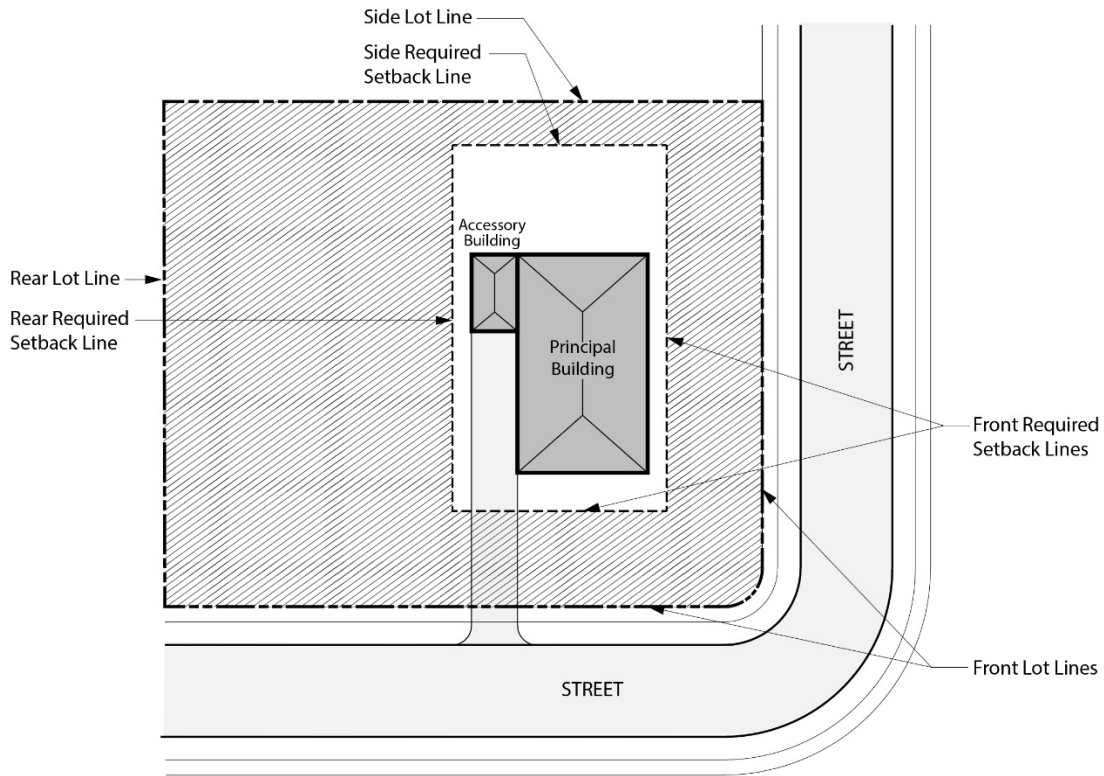 Side Lot Line
Side Required
Setback Line
Accessory
Building
Rear Lot Line
Rear Required
Setback Line
Principal
Building
STREET
Front Required
Setback Lines
Front Lot Lines
STREET